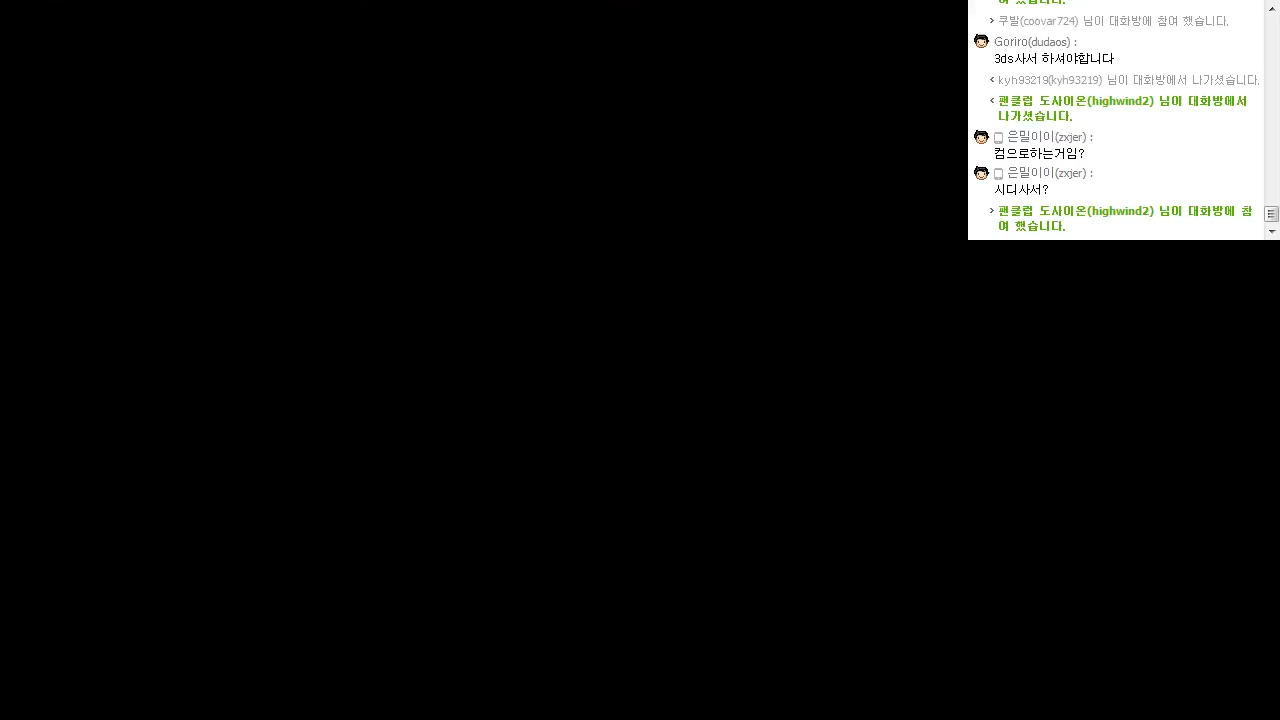 여 했습니다.
> 쿠발(coovar724) 님이 대화방에 참여 했습니다.
Goriro(dudaos) :
3ds사서 하셔야합니다
< kyh93219(kyh93219) 님이 대화방에서 나가셨습니다.
< 팬클럽 도사이온(highwind2) 님이 대화방에서
나가셨습니다.
은밀이이(zxjer) :
컴으로하는거임?
은밀이이(zxjer) :
시디사서?
> 팬클럽 도사이온(highwind2) 님이 대화방에 참
여 했습니다.